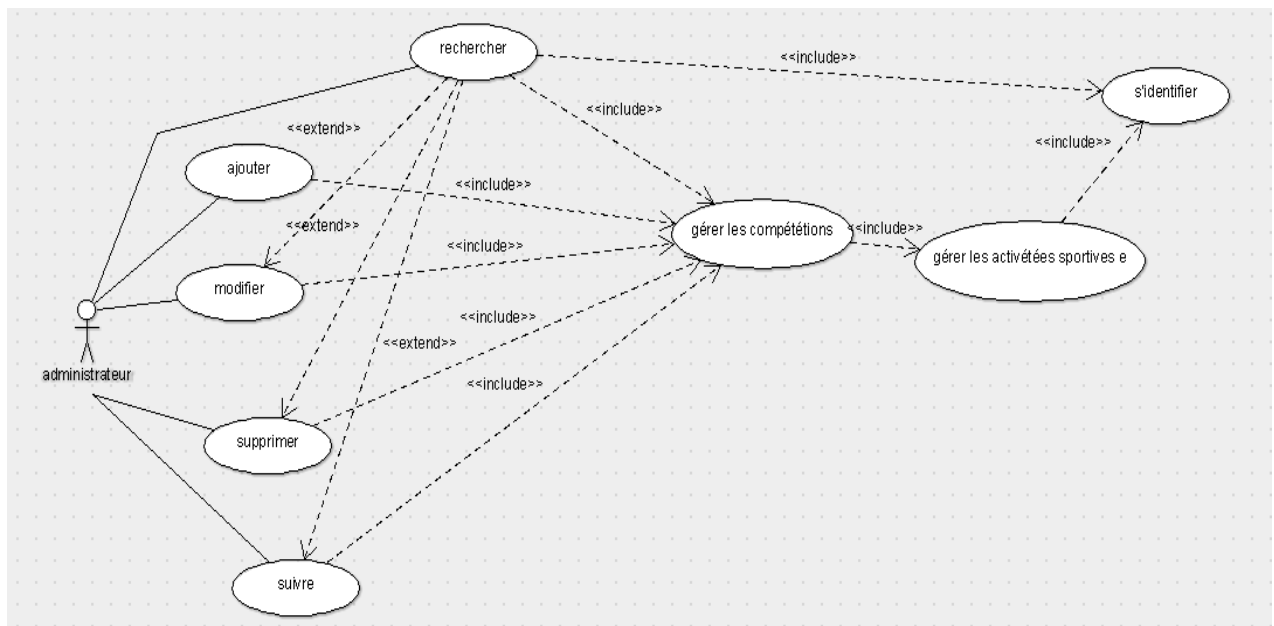 rechercher
<<include>>
s'identifier
<<include>>
<<extend>>
<<include>>
ajouter
<<include>>
<<extend>>
gérer les compététions
<<include>>
gérer les activétées sportives e
<<include>>
modifier
<<include>>
<<extend>>
administrateur
<<include>>
supprimer
suivre